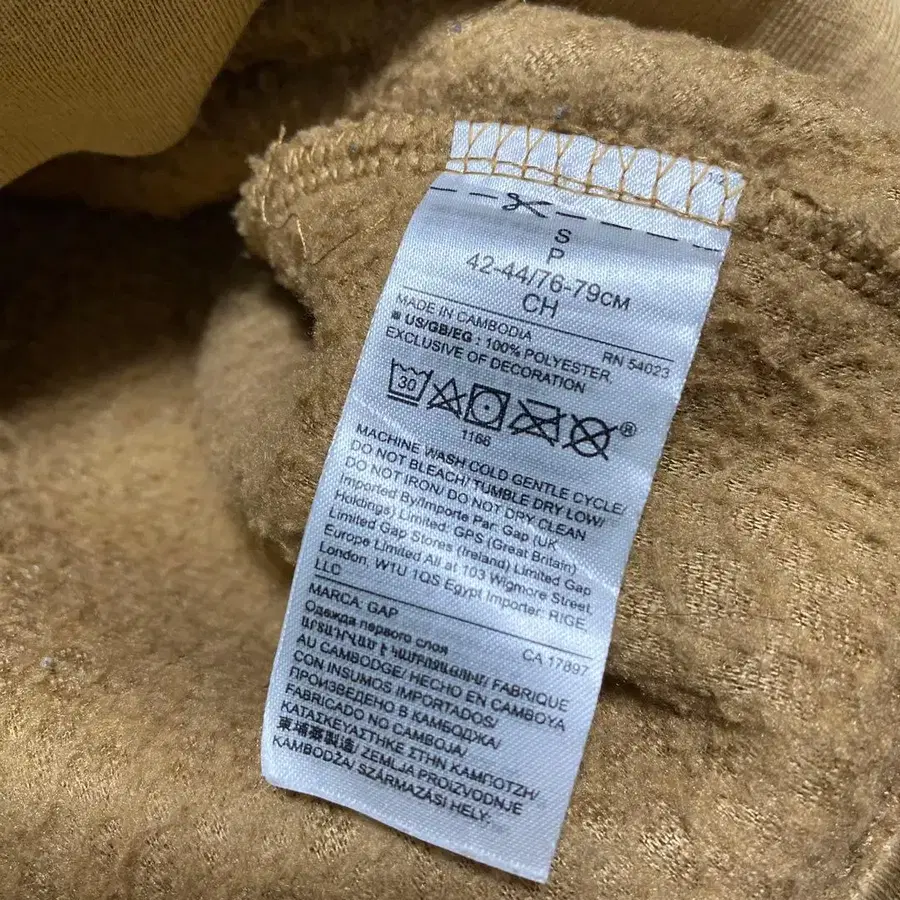 S
P
42-44/76-79CM
CH
MADE IN CAMBODIA RN 54023
US/GB/EG : 100% POLYESTER,
EXCLUSIVE OF DECORATION
30
®
1166
MACHINE WASH COLD GENTLE CYCLE/
DO NOT BLEACH/ TUMBLE DRY LOW/
DO NOT IRON/ DO NOT DRY CLEAN
Imported By/Importe Par: Gap (UK
Holdings) Limited. GPS (Great Britain)
Limited Gap Stores (Ireland) Limited Gap
Europe Limited All at 103 Wigmore Street,
London, W1U 1QS Egypt Importer: RIGE,
LLC
MARCA: GAP CA 17897
Одежда первого слоя
ԱՐՏԱԴՐՎԱԾ Է ԿԱՄԲՈՋԱՅՈՒՄ/ FABRIQUÉ
AU CAMBODGE/ HECHO EN CAMBOYA
CON INSUMOS IMPORTADOS/
ПРОИЗВЕДЕНО В КАМБОДЖА/
FABRICADO NO CAMBOJA/
ΚΑΤΑΣΚΕΥΑΣΤΗΚΕ ΣΤΗΝ ΚΑΜΠΟΤΖΗ/
柬埔寨製造/ ZEMLJA PROIZVODNJE
KAMBODŽA/ SZÁRMAZÁSI HELY: